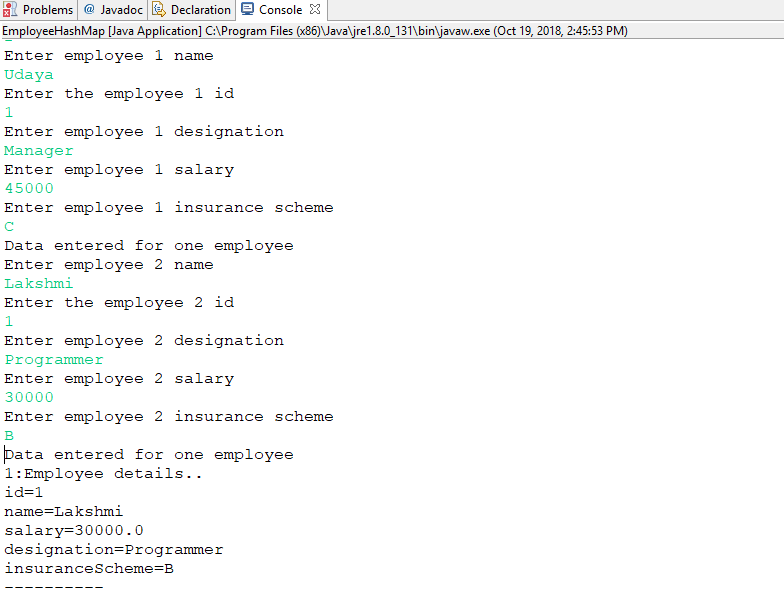 Problems @ Javadoc Declaration Console
EmployeeHashMap [Java Application] C:\Program Files (x86)\Java\jre1.8.0_131\bin\javaw.exe (Oct 19, 2018, 2:45:53 PM)
Enter employee 1 name
Udaya
Enter the employee 1 id
1
Enter employee 1 designation
Manager
Enter employee 1 salary
45000
Enter employee 1 insurance scheme
C
Data entered for one employee
Enter employee 2 name
Lakshmi
Enter the employee 2 id
1
Enter employee 2 designation
Programmer
Enter employee 2 salary
30000
Enter employee 2 insurance scheme
B
Data entered for one employee
1:Employee details..
id=1
name=Lakshmi
salary=30000.0
designation=Programmer
insuranceScheme=B
----------